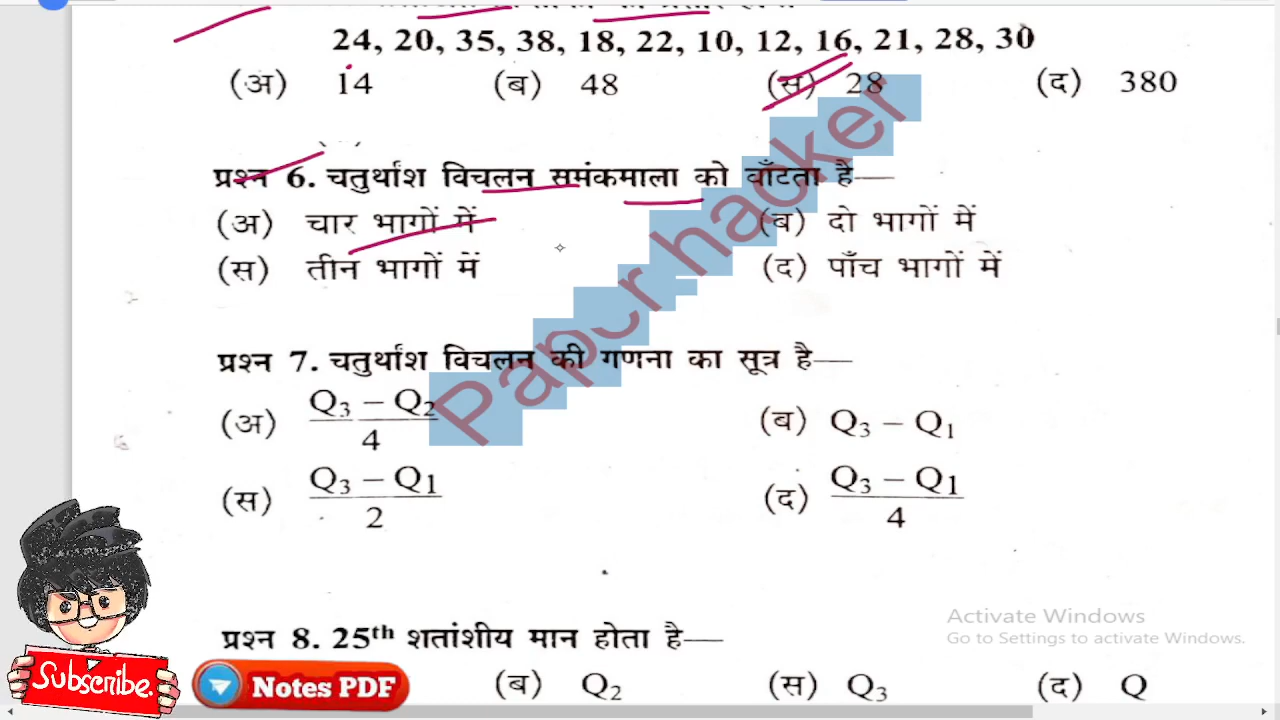 24, 20, 35, 38, 18, 22, 10, 12, 16, 21, 28, 30
(अ) 14 (ब) 48 (स) 28 (द) 380
प्रश्न 6. चतुर्थांश विचलन समंकमाला को बाँटता है—
(अ) चार भागों में (ब) दो भागों में
(स) तीन भागों में (द) पाँच भागों में
प्रश्न 7. चतुर्थांश विचलन की गणना का सूत्र है—
(अ) Q₃ – Q₂ / 4 (ब) Q₃ – Q₁
(स) Q₃ – Q₁ / 2 (द) Q₃ – Q₁ / 4
प्रश्न 8. 25ᵗʰ शतांशीय मान होता है—
(ब) Q₂ (स) Q₃ (द) Q
Paper hacker
Activate Windows
Go to Settings to activate Windows.
Subscribe.
Notes PDF